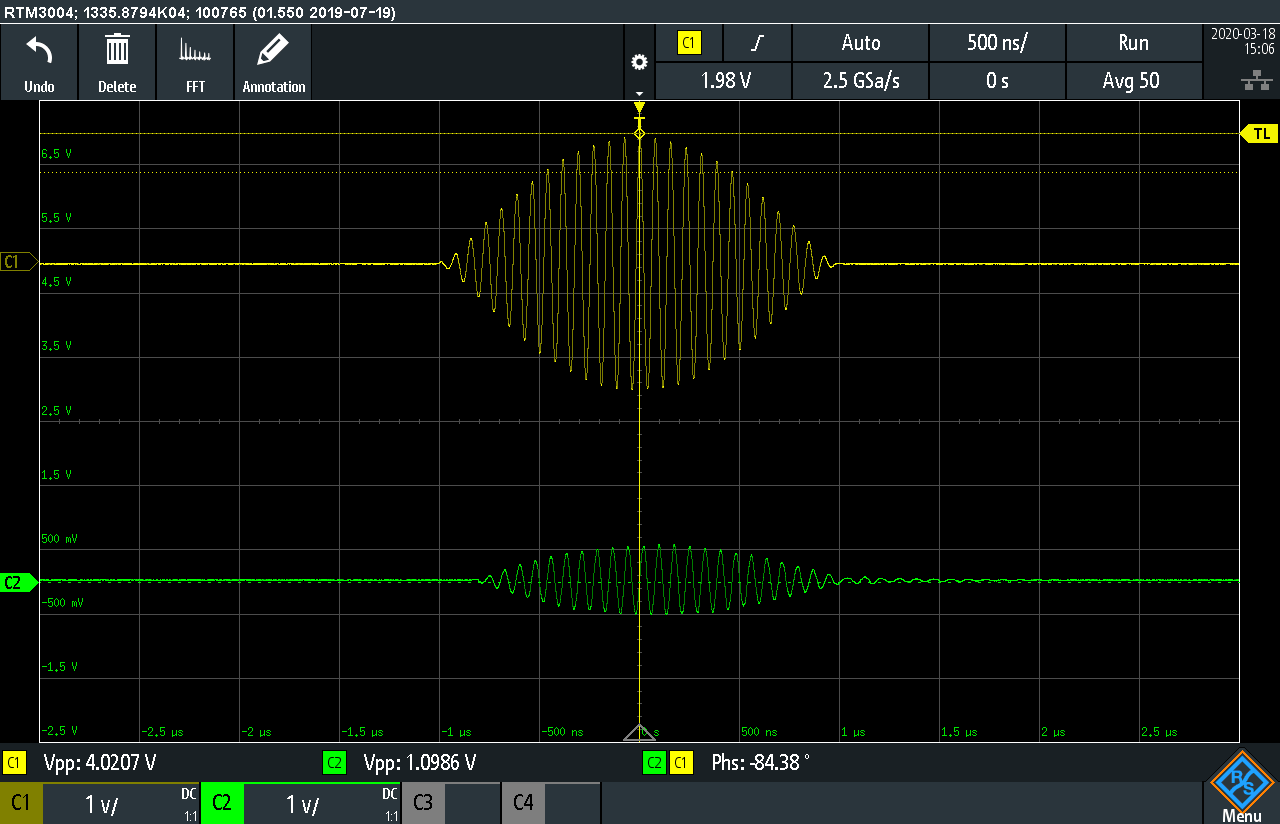 RTM3004; 1335.8794K04; 100765 (01.550 2019-07-19)
Undo
Delete
FFT
Annotation
C1
Auto
500 ns/
Run
1.98 V
2.5 GSa/s
0 s
Avg 50
2020-03-18
15:06
T
TL
6.5 V
5.5 V
C1
4.5 V
3.5 V
2.5 V
1.5 V
500 mV
C2
-500 mV
-1.5 V
-2.5 V
-2.5 µs
-2 µs
-1.5 µs
-1 µs
-500 ns
0 s
500 ns
1 µs
1.5 µs
2 µs
2.5 µs
C1 Vpp: 4.0207 V
C2 Vpp: 1.0986 V
C2 C1 Phs: -84.38 °
C1 1 V/ DC 1:1
C2 1 V/ DC 1:1
C3
C4
R&S
Menu